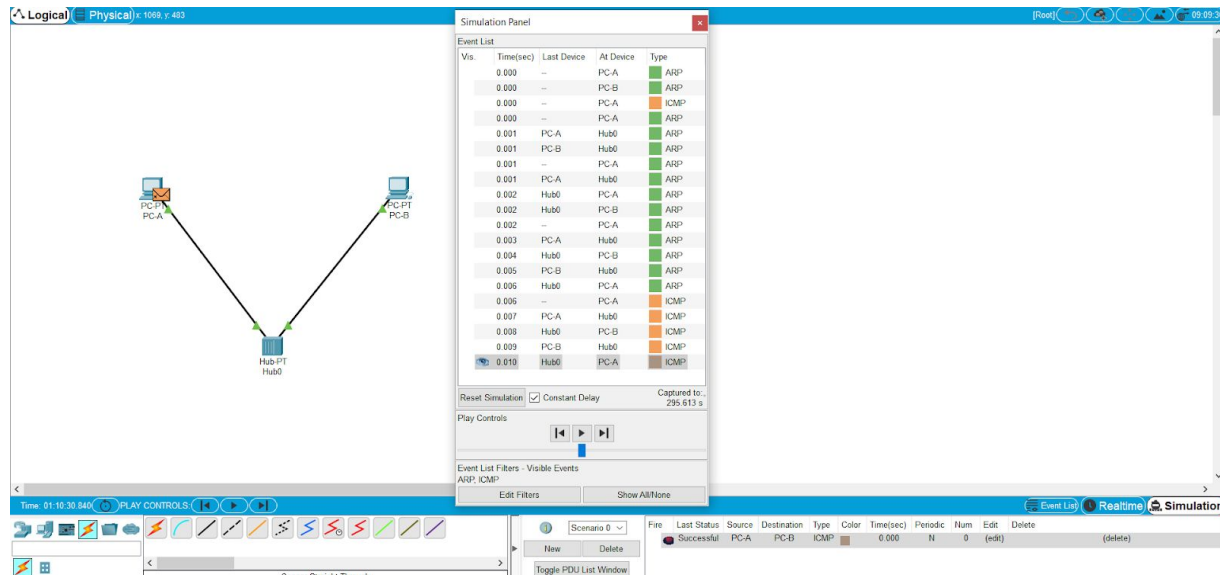 Logical Physical x: 1069, y: 483
[Root] 09:09:3
Simulation Panel
Event List
Vis. Time(sec) Last Device At Device Type
0.000 -- PC-A ARP
0.000 -- PC-B ARP
0.000 -- PC-A ICMP
0.000 -- PC-A ARP
0.001 PC-A Hub0 ARP
0.001 PC-B Hub0 ARP
0.001 -- PC-A ARP
0.001 PC-A Hub0 ARP
0.002 Hub0 PC-A ARP
0.002 Hub0 PC-B ARP
0.002 -- PC-A ARP
0.003 PC-A Hub0 ARP
0.004 Hub0 PC-B ARP
0.005 PC-B Hub0 ARP
0.006 Hub0 PC-A ARP
0.006 -- PC-A ICMP
0.007 PC-A Hub0 ICMP
0.008 Hub0 PC-B ICMP
0.009 PC-B Hub0 ICMP
0.010 Hub0 PC-A ICMP
Reset Simulation Constant Delay Captured to:
295.613 s
Play Controls
Event List Filters - Visible Events
ARP, ICMP
Edit Filters Show All/None
PC-PT
PC-A
PC-PT
PC-B
Hub-PT
Hub0
Time: 01:10:30.840 PLAY CONTROLS:
Event List Realtime Simulation
Scenario 0
New Delete
Toggle PDU List Window
Fire Last Status Source Destination Type Color Time(sec) Periodic Num Edit Delete
Successful PC-A PC-B ICMP 0.000 N 0 (edit) (delete)